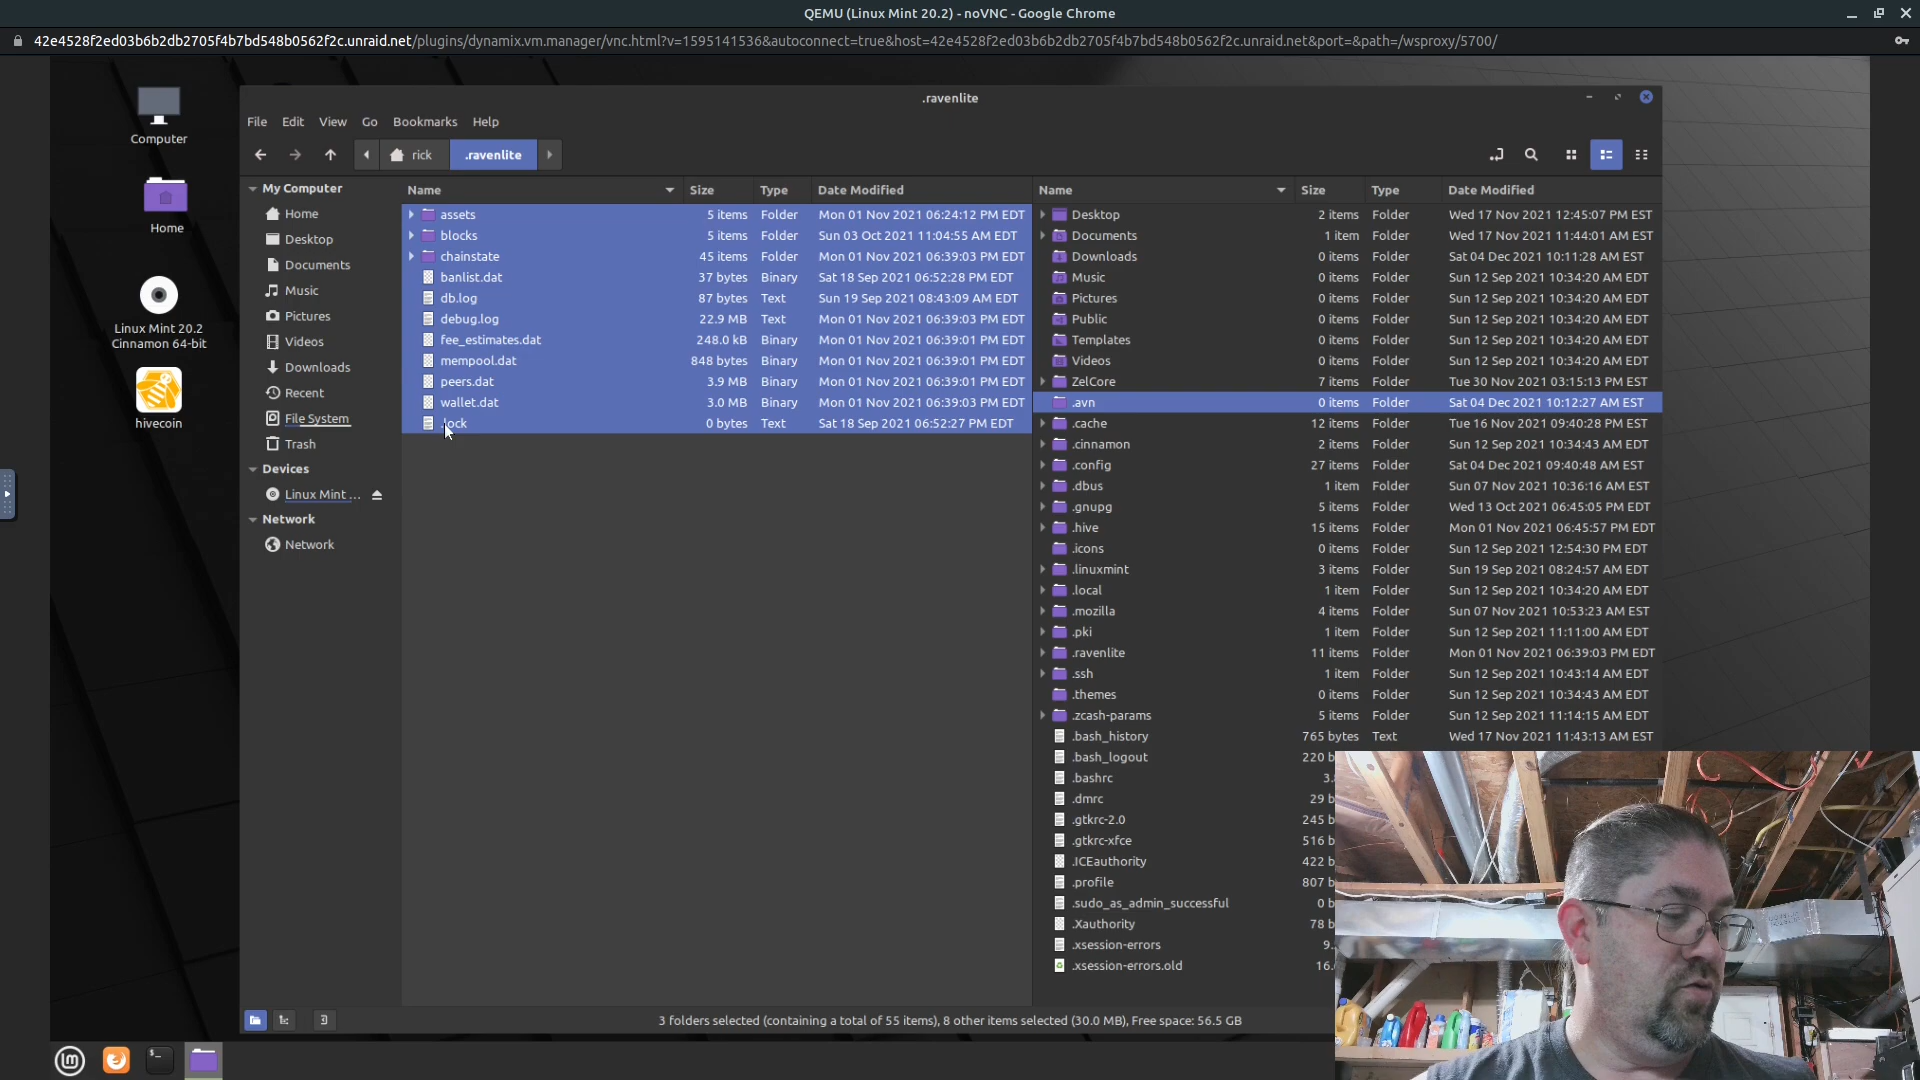 QEMU (Linux Mint 20.2) - noVNC - Google Chrome
42e4528f2ed03b6b2db2705f4b7bd548b0562f2c.unraid.net/plugins/dynamix.vm.manager/vnc.html?v=1595141536&autoconnect=true&host=42e4528f2ed03b6b2db2705f4b7bd548b0562f2c.unraid.net&port=&path=/wsproxy/5700/
Computer
Home
Linux Mint 20.2
Cinnamon 64-bit
hivecoin
.ravenlite
File Edit View Go Bookmarks Help
rick .ravenlite
My Computer
Home
Desktop
Documents
Music
Pictures
Videos
Downloads
Recent
File System
Trash
Devices
Linux Mint ...
Network
Network
Name Size Type Date Modified
assets 5 items Folder Mon 01 Nov 2021 06:24:12 PM EDT
blocks 5 items Folder Sun 03 Oct 2021 11:04:55 AM EDT
chainstate 45 items Folder Mon 01 Nov 2021 06:39:03 PM EDT
banlist.dat 37 bytes Binary Sat 18 Sep 2021 06:52:28 PM EDT
db.log 87 bytes Text Sun 19 Sep 2021 08:43:09 AM EDT
debug.log 22.9 MB Text Mon 01 Nov 2021 06:39:03 PM EDT
fee_estimates.dat 248.0 kB Binary Mon 01 Nov 2021 06:39:01 PM EDT
mempool.dat 848 bytes Binary Mon 01 Nov 2021 06:39:01 PM EDT
peers.dat 3.9 MB Binary Mon 01 Nov 2021 06:39:01 PM EDT
wallet.dat 3.0 MB Binary Mon 01 Nov 2021 06:39:03 PM EDT
.lock 0 bytes Text Sat 18 Sep 2021 06:52:27 PM EDT
Name Size Type Date Modified
Desktop 2 items Folder Wed 17 Nov 2021 12:45:07 PM EST
Documents 1 item Folder Wed 17 Nov 2021 11:44:01 AM EST
Downloads 0 items Folder Sat 04 Dec 2021 10:11:28 AM EST
Music 0 items Folder Sun 12 Sep 2021 10:34:20 AM EDT
Pictures 0 items Folder Sun 12 Sep 2021 10:34:20 AM EDT
Public 0 items Folder Sun 12 Sep 2021 10:34:20 AM EDT
Templates 0 items Folder Sun 12 Sep 2021 10:34:20 AM EDT
Videos 0 items Folder Sun 12 Sep 2021 10:34:20 AM EDT
ZelCore 7 items Folder Tue 30 Nov 2021 03:15:13 PM EST
.avn 0 items Folder Sat 04 Dec 2021 10:12:27 AM EST
.cache 12 items Folder Tue 16 Nov 2021 09:40:28 PM EST
.cinnamon 2 items Folder Sun 12 Sep 2021 10:34:43 AM EDT
.config 27 items Folder Sat 04 Dec 2021 09:40:48 AM EST
.dbus 1 item Folder Sun 07 Nov 2021 10:36:16 AM EST
.gnupg 5 items Folder Wed 13 Oct 2021 06:45:05 PM EDT
.hive 15 items Folder Mon 01 Nov 2021 06:45:57 PM EDT
.icons 0 items Folder Sun 12 Sep 2021 12:54:30 PM EDT
.linuxmint 3 items Folder Sun 19 Sep 2021 08:24:57 AM EDT
.local 1 item Folder Sun 12 Sep 2021 10:34:20 AM EDT
.mozilla 4 items Folder Sun 07 Nov 2021 10:53:23 AM EST
.pki 1 item Folder Sun 12 Sep 2021 11:11:00 AM EDT
.ravenlite 11 items Folder Mon 01 Nov 2021 06:39:03 PM EDT
.ssh 1 item Folder Sun 12 Sep 2021 10:43:14 AM EDT
.themes 0 items Folder Sun 12 Sep 2021 10:34:43 AM EDT
.zcash-params 5 items Folder Sun 12 Sep 2021 11:14:15 AM EDT
.bash_history 765 bytes Text Wed 17 Nov 2021 11:43:13 AM EST
.bash_logout 220 b
.bashrc 3.
.dmrc 29 b
.gtkrc-2.0 245 b
.gtkrc-xfce 516 b
.ICEauthority 422 b
.profile 807 b
.sudo_as_admin_successful 0 b
.Xauthority 78 b
.xsession-errors 9.
.xsession-errors.old 16.
3 folders selected (containing a total of 55 items), 8 other items selected (30.0 MB), Free space: 56.5 GB